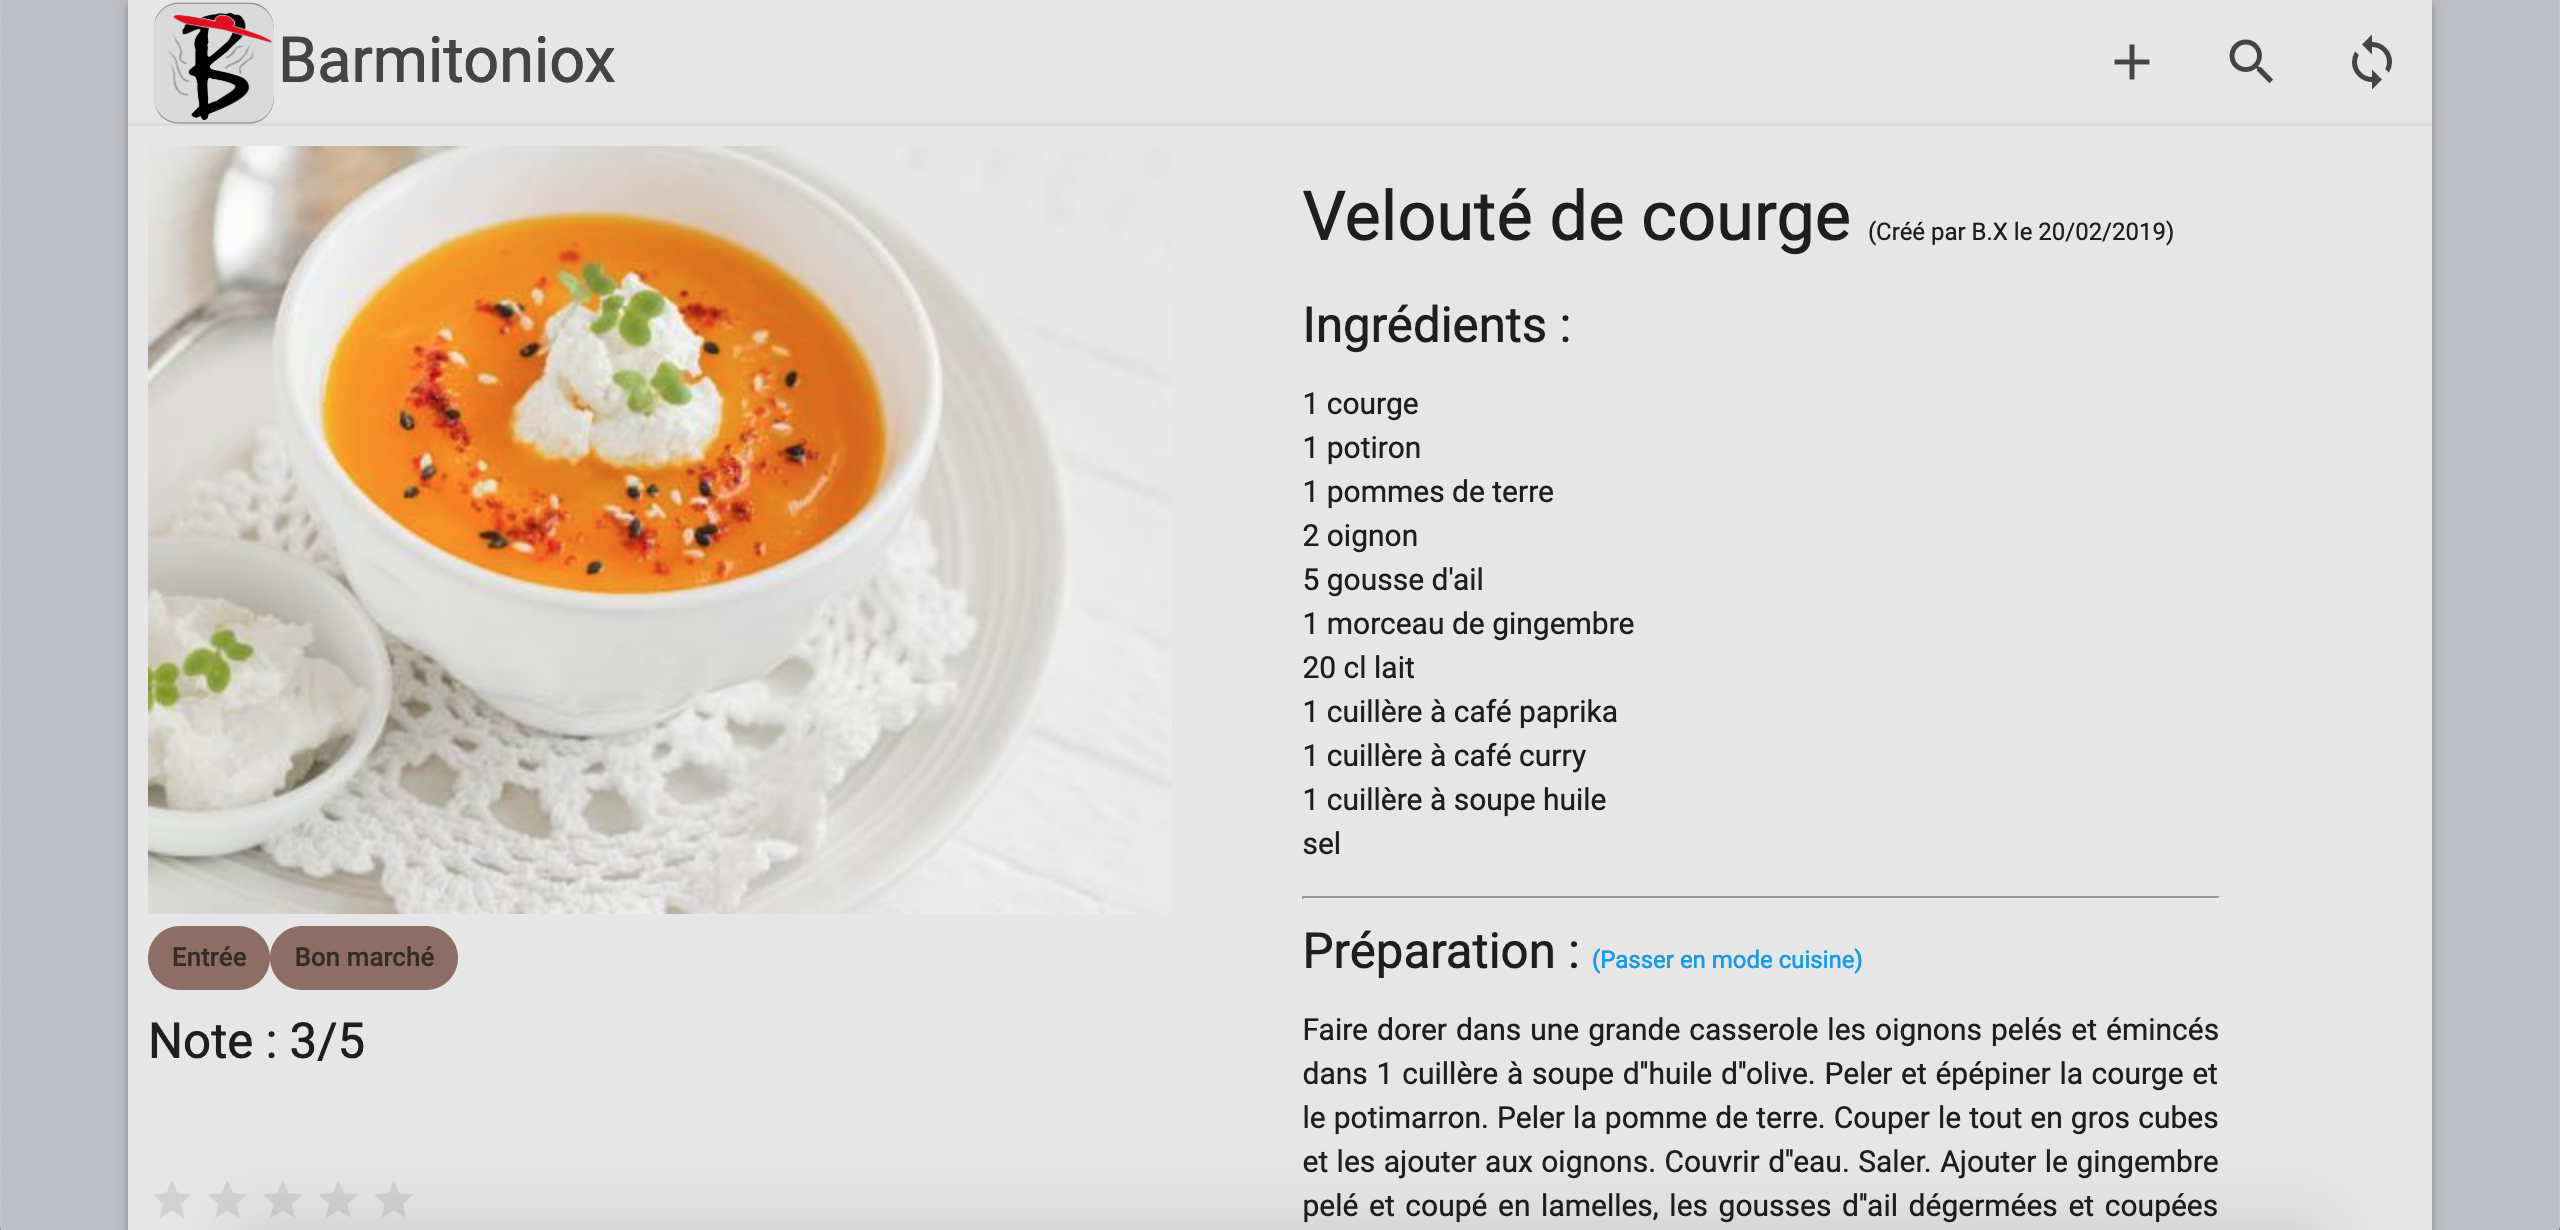 Barmitoniox
Velouté de courge (Créé par B.X le 20/02/2019)
Ingrédients :
1 courge
1 potiron
1 pommes de terre
2 oignon
5 gousse d'ail
1 morceau de gingembre
20 cl lait
1 cuillère à café paprika
1 cuillère à café curry
1 cuillère à soupe huile
sel
Préparation : (Passer en mode cuisine)
Faire dorer dans une grande casserole les oignons pelés et émincés
dans 1 cuillère à soupe d''huile d''olive. Peler et épépiner la courge et
le potimarron. Peler la pomme de terre. Couper le tout en gros cubes
et les ajouter aux oignons. Couvrir d''eau. Saler. Ajouter le gingembre
pelé et coupé en lamelles, les gousses d''ail dégermées et coupées
Entrée
Bon marché
Note : 3/5